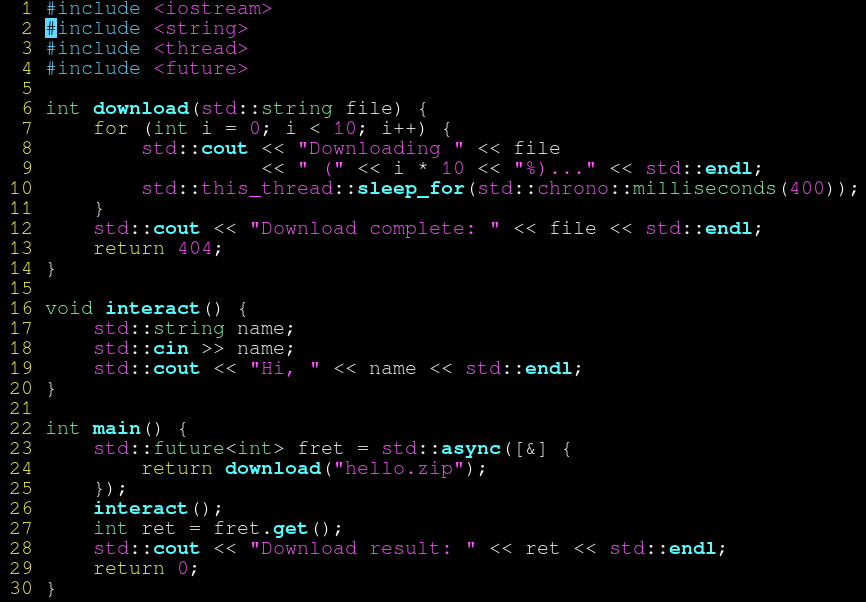 1 #include <iostream>
2 #include <string>
3 #include <thread>
4 #include <future>
5
6 int download(std::string file) {
7     for (int i = 0; i < 10; i++) {
8         std::cout << "Downloading " << file
9                   << " (" << i * 10 << "%)..." << std::endl;
10         std::this_thread::sleep_for(std::chrono::milliseconds(400));
11     }
12     std::cout << "Download complete: " << file << std::endl;
13     return 404;
14 }
15
16 void interact() {
17     std::string name;
18     std::cin >> name;
19     std::cout << "Hi, " << name << std::endl;
20 }
21
22 int main() {
23     std::future<int> fret = std::async([&] {
24         return download("hello.zip");
25     });
26     interact();
27     int ret = fret.get();
28     std::cout << "Download result: " << ret << std::endl;
29     return 0;
30 }